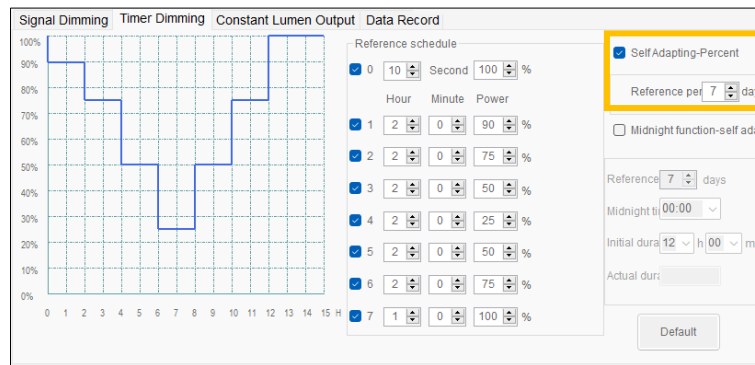 Signal Dimming Timer Dimming Constant Lumen Output Data Record
100%
90%
80%
70%
60%
50%
40%
30%
20%
10%
0%
0 1 2 3 4 5 6 7 8 9 10 11 12 13 14 15 H
Reference schedule
0 10 Second 100 %
Hour Minute Power
1 2 0 90 %
2 2 0 75 %
3 2 0 50 %
4 2 0 25 %
5 2 0 50 %
6 2 0 75 %
7 1 0 100 %
Self Adapting-Percent
Reference per 7 day
Midnight function-self ada
Reference 7 days
Midnight ti 00:00
Initial dura 12 h 00 m
Actual dura
Default